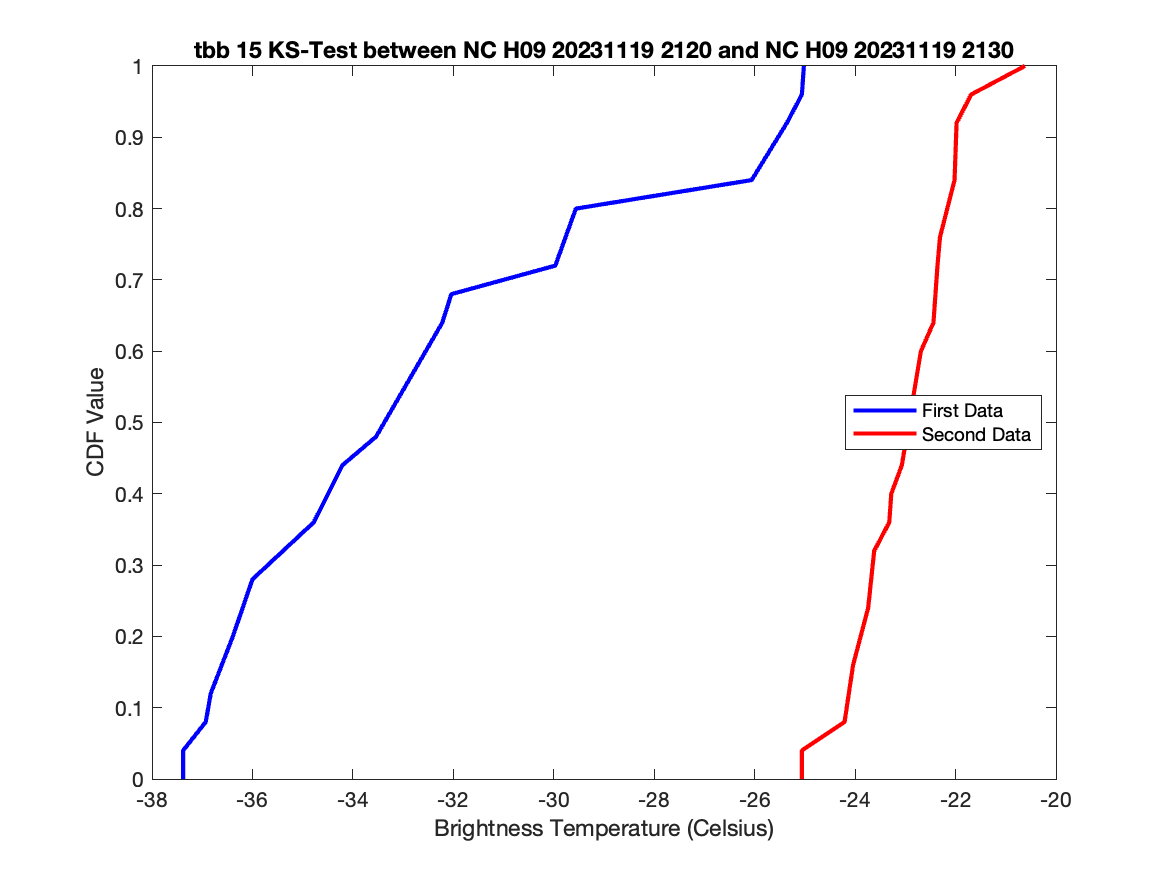 tbb 15 KS-Test between NC H09 20231119 2120 and NC H09 20231119 2130
1
0.9
0.8
0.7
0.6
0.5
0.4
0.3
0.2
0.1
0
CDF Value
First Data
Second Data
-38 -36 -34 -32 -30 -28 -26 -24 -22 -20
Brightness Temperature (Celsius)